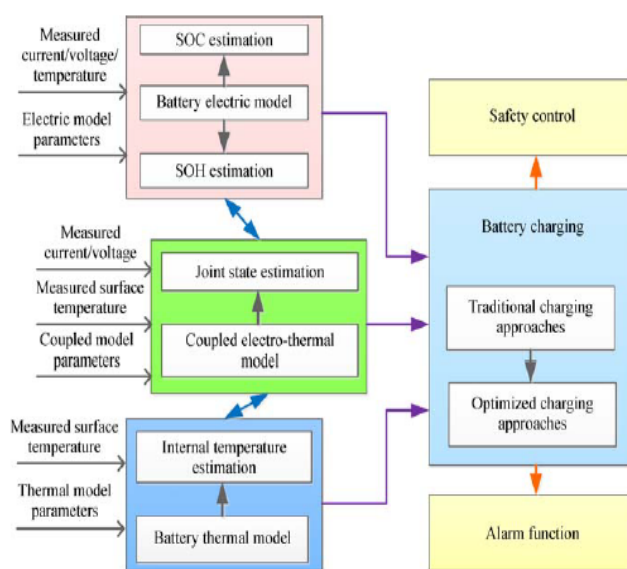 Measured
current/voltage/
temperature
Electric model
parameters
SOC estimation
Battery electric model
SOH estimation
Measured
current/voltage
Measured surface
temperature
Coupled model
parameters
Joint state estimation
Coupled electro-thermal
model
Measured surface
temperature
Thermal model
parameters
Internal temperature
estimation
Battery thermal model
Safety control
Battery charging
Traditional charging
approaches
Optimized charging
approaches
Alarm function